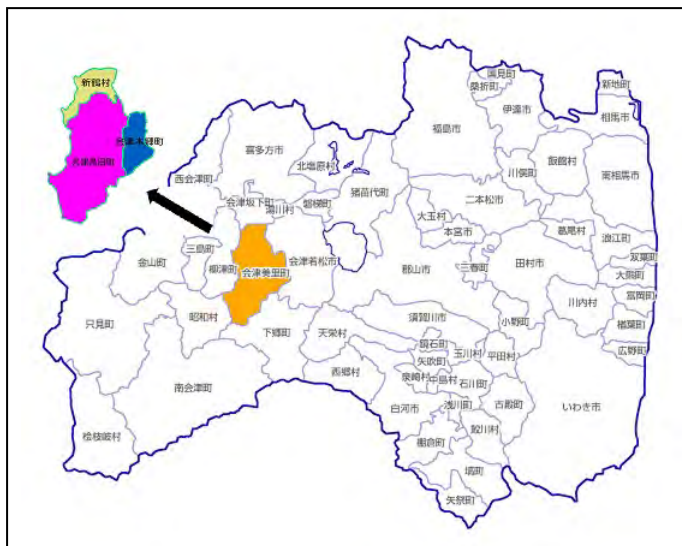 新鶴村
会津本郷町
会津高田町
国見町
桑折町
新地町
伊達市
相馬市
福島市
喜多方市
北塩原村
飯舘村
川俣町
南相馬市
西会津町
猪苗代町
二本松市
会津坂下町
湯川村
磐梯町
大玉村
本宮市
葛尾村
浪江町
双葉町
三島町
金山町
柳津町
会津美里町
会津若松市
郡山市
三春町
田村市
大熊町
富岡町
川内村
楢葉町
広野町
只見町
昭和村
下郷町
天栄村
須賀川市
小野町
鏡石町
玉川村
平田村
矢吹町
西郷村
泉崎村
中島村
石川町
南会津町
白河市
浅川町
古殿町
いわき市
鮫川村
棚倉町
檜枝岐村
塙町
矢祭町